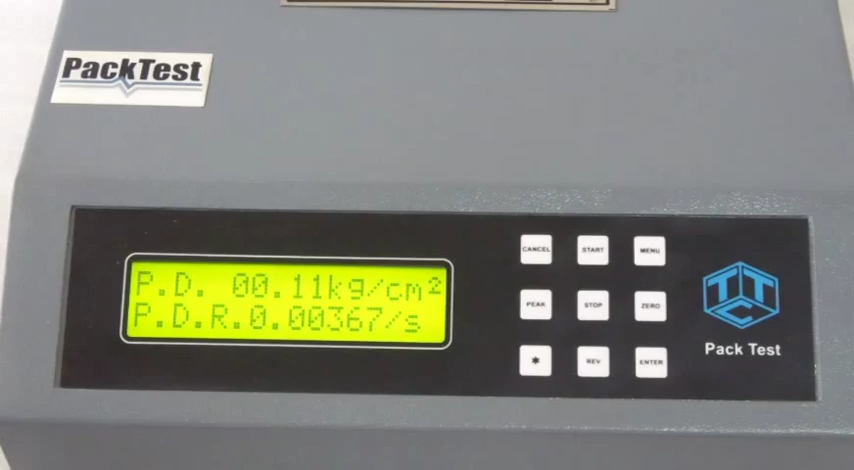 PackTest
P.D. 00.11kg/cm²
P.D.R.0.00367/s
CANCEL START MENU
PEAK STOP ZERO
* REV ENTER
TTC
Pack Test